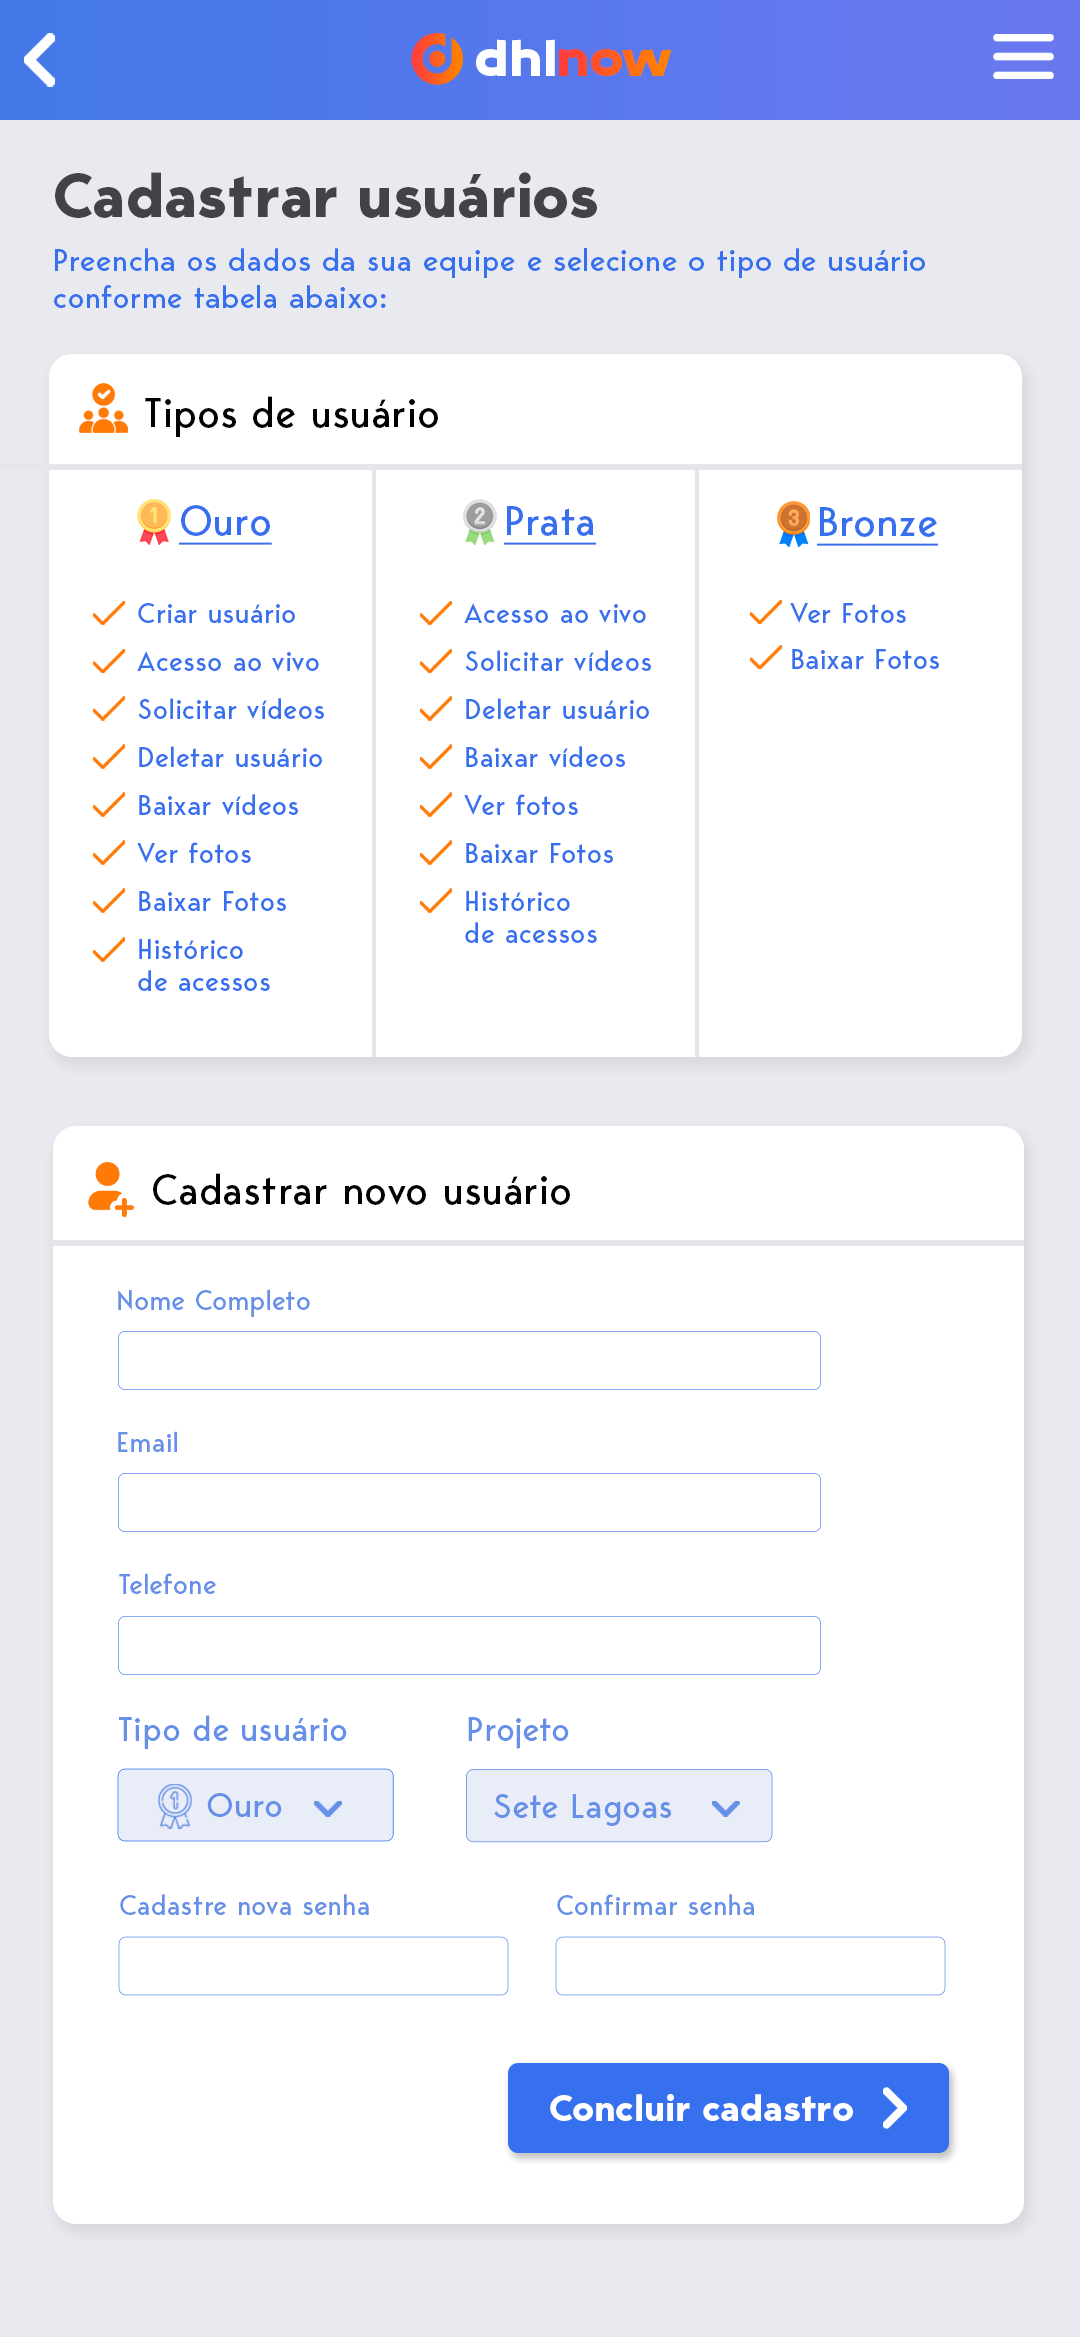 dhlnow
Cadastrar usuários
Preencha os dados da sua equipe e selecione o tipo de usuário
conforme tabela abaixo:
Tipos de usuário
1 Ouro
Criar usuário
Acesso ao vivo
Solicitar vídeos
Deletar usuário
Baixar vídeos
Ver fotos
Baixar Fotos
Histórico
de acessos
2 Prata
Acesso ao vivo
Solicitar vídeos
Deletar usuário
Baixar vídeos
Ver fotos
Baixar Fotos
Histórico
de acessos
3 Bronze
Ver Fotos
Baixar Fotos
Cadastrar novo usuário
Nome Completo
Email
Telefone
Tipo de usuário
1 Ouro
Projeto
Sete Lagoas
Cadastre nova senha
Confirmar senha
Concluir cadastro